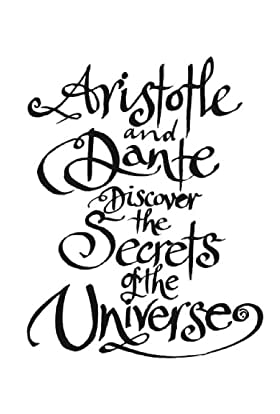 Aristotle
and
Dante
Discover
the
Secrets
of the
Universe